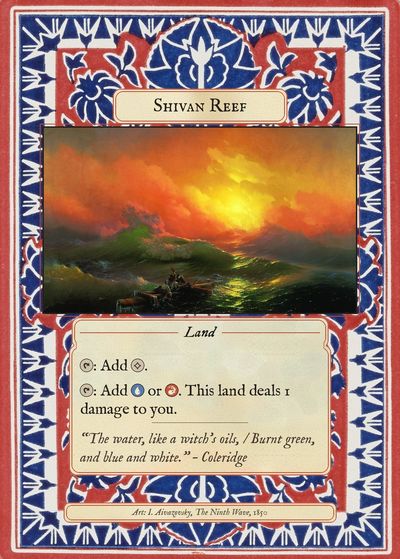 Shivan Reef
Land
: Add .
: Add or . This land deals 1
damage to you.
“The water, like a witch's oils, / Burnt green,
and blue and white.” - Coleridge
Art: I. Aivazovsky, The Ninth Wave, 1850